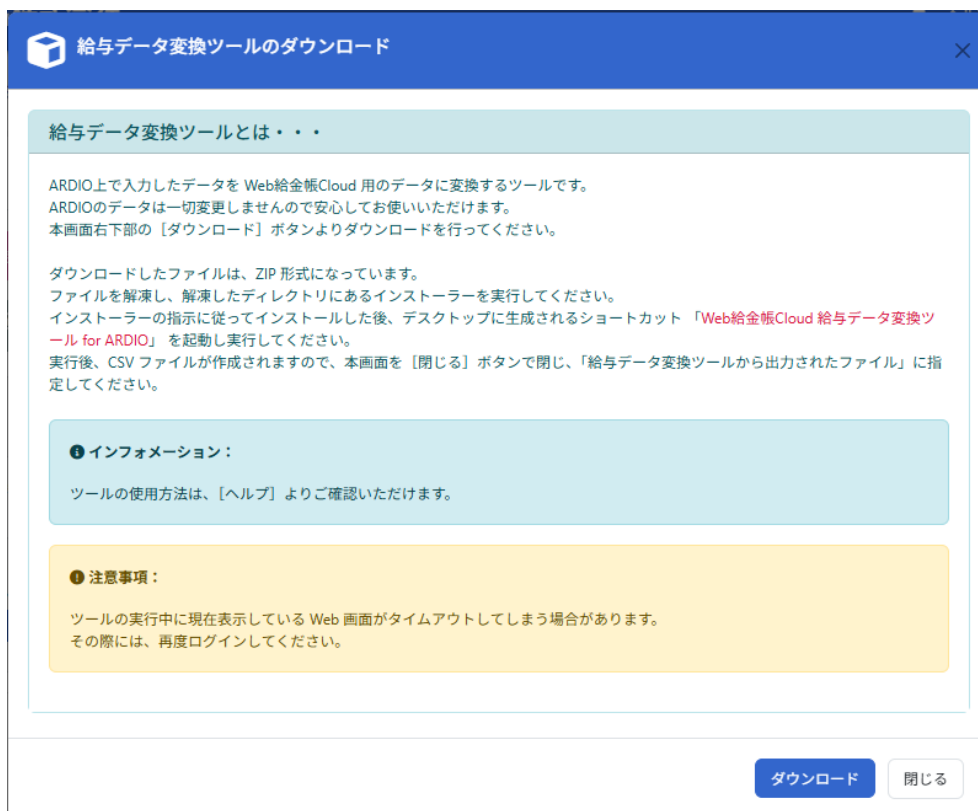 給与データ変換ツールのダウンロード
給与データ変換ツールとは・・・
ARDIO上で入力したデータを Web給金帳Cloud 用のデータに変換するツールです。
ARDIOのデータは一切変更しませんので安心してお使いいただけます。
本画面右下部の［ダウンロード］ボタンよりダウンロードを行ってください。
ダウンロードしたファイルは、ZIP 形式になっています。
ファイルを解凍し、解凍したディレクトリにあるインストーラーを実行してください。
インストーラーの指示に従ってインストールした後、デスクトップに生成されるショートカット 「Web給金帳Cloud 給与データ変換ツ
ール for ARDIO」 を起動し実行してください。
実行後、CSV ファイルが作成されますので、本画面を［閉じる］ボタンで閉じ、「給与データ変換ツールから出力されたファイル」に指
定してください。
インフォメーション：
ツールの使用方法は、［ヘルプ］よりご確認いただけます。
注意事項：
ツールの実行中に現在表示している Web 画面がタイムアウトしてしまう場合があります。
その際には、再度ログインしてください。
ダウンロード
閉じる